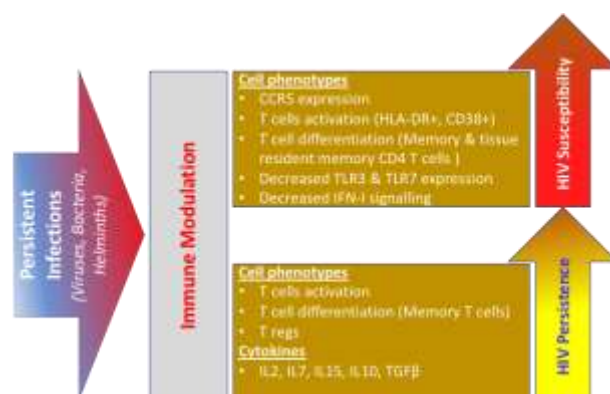 Persistent
Infections
(Viruses, Bacteria,
Helminths)
Immune Modulation
Cell phenotypes
• CCR5 expression
• T cells activation (HLA-DR+, CD38+)
• T cell differentiation (Memory & tissue
resident memory CD4 T cells )
• Decreased TLR3 & TLR7 expression
• Decreased IFN-I signalling
HIV Susceptibility
Cell phenotypes
• T cells activation
• T cell differentiation (Memory T cells)
• T regs
Cytokines
• IL2, IL7, IL15, IL10, TGFβ
HIV Persistence